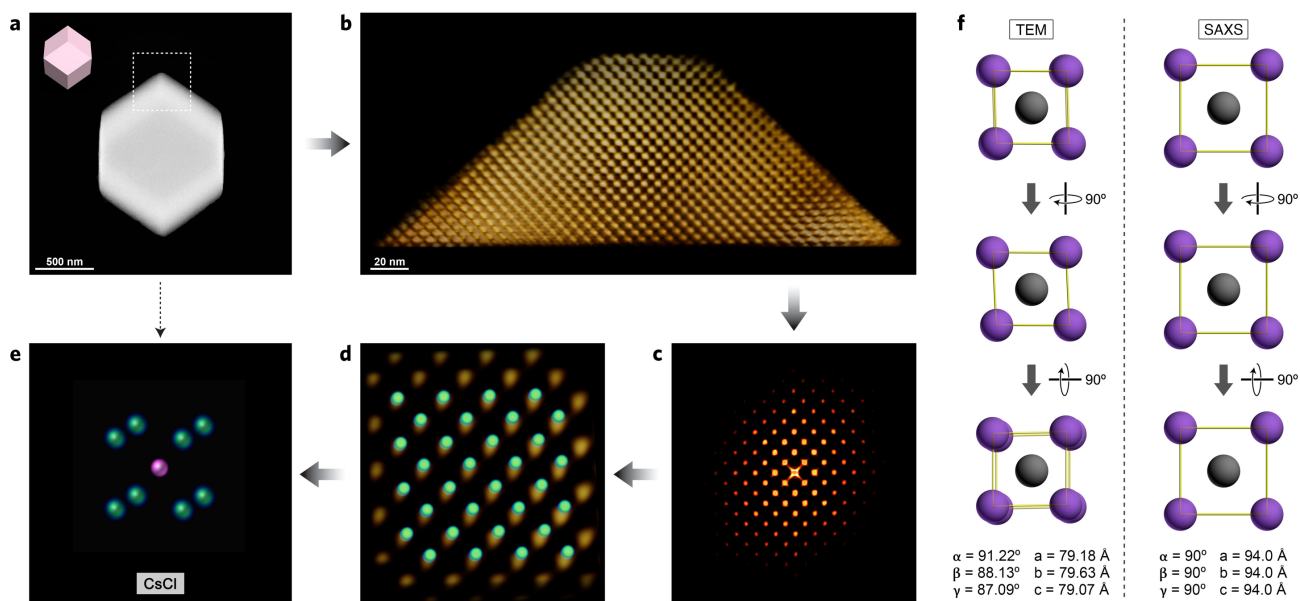 a
500 nm
b
20 nm
c
d
e
CsCl
f
TEM
90º
90º
α = 91.22º a = 79.18 Å
β = 88.13º b = 79.63 Å
γ = 87.09º c = 79.07 Å
SAXS
90º
90º
α = 90º a = 94.0 Å
β = 90º b = 94.0 Å
γ = 90º c = 94.0 Å